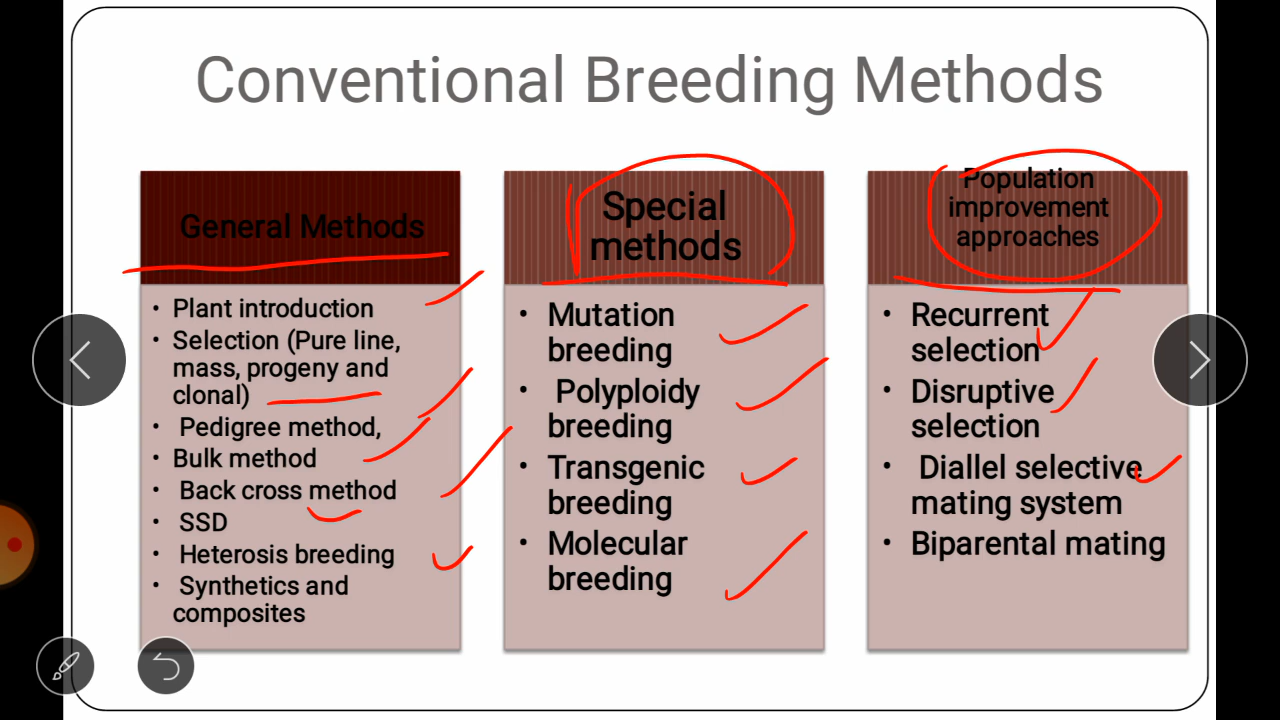 Conventional Breeding Methods
General Methods
• Plant introduction
• Selection (Pure line,
mass, progeny and
clonal)
• Pedigree method,
• Bulk method
• Back cross method
• SSD
• Heterosis breeding
• Synthetics and
composites
Special
methods
• Mutation
breeding
• Polyploidy
breeding
• Transgenic
breeding
• Molecular
breeding
Population
improvement
approaches
• Recurrent
selection
• Disruptive
selection
• Diallel selective
mating system
• Biparental mating